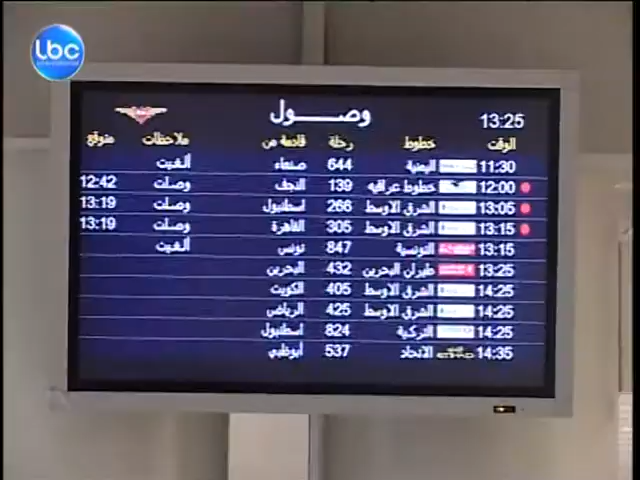 lbc
وصول
13:25
الوقت خطوط رحلة قادمة من ملاحظات متوقع
11:30 اليمنية 644 صنعاء ألغيت
12:00 خطوط عراقيه 139 النجف وصلت 12:42
13:05 الشرق الاوسط 266 اسطنبول وصلت 13:19
13:15 الشرق الاوسط 305 القاهرة وصلت 13:19
13:15 التونسية 847 تونس ألغيت
13:25 طيران البحرين 432 البحرين
14:25 الشرق الاوسط 405 الكويت
14:25 الشرق الاوسط 425 الرياض
14:25 التركية 824 اسطنبول
14:35 الاتحاد 537 أبوظبي